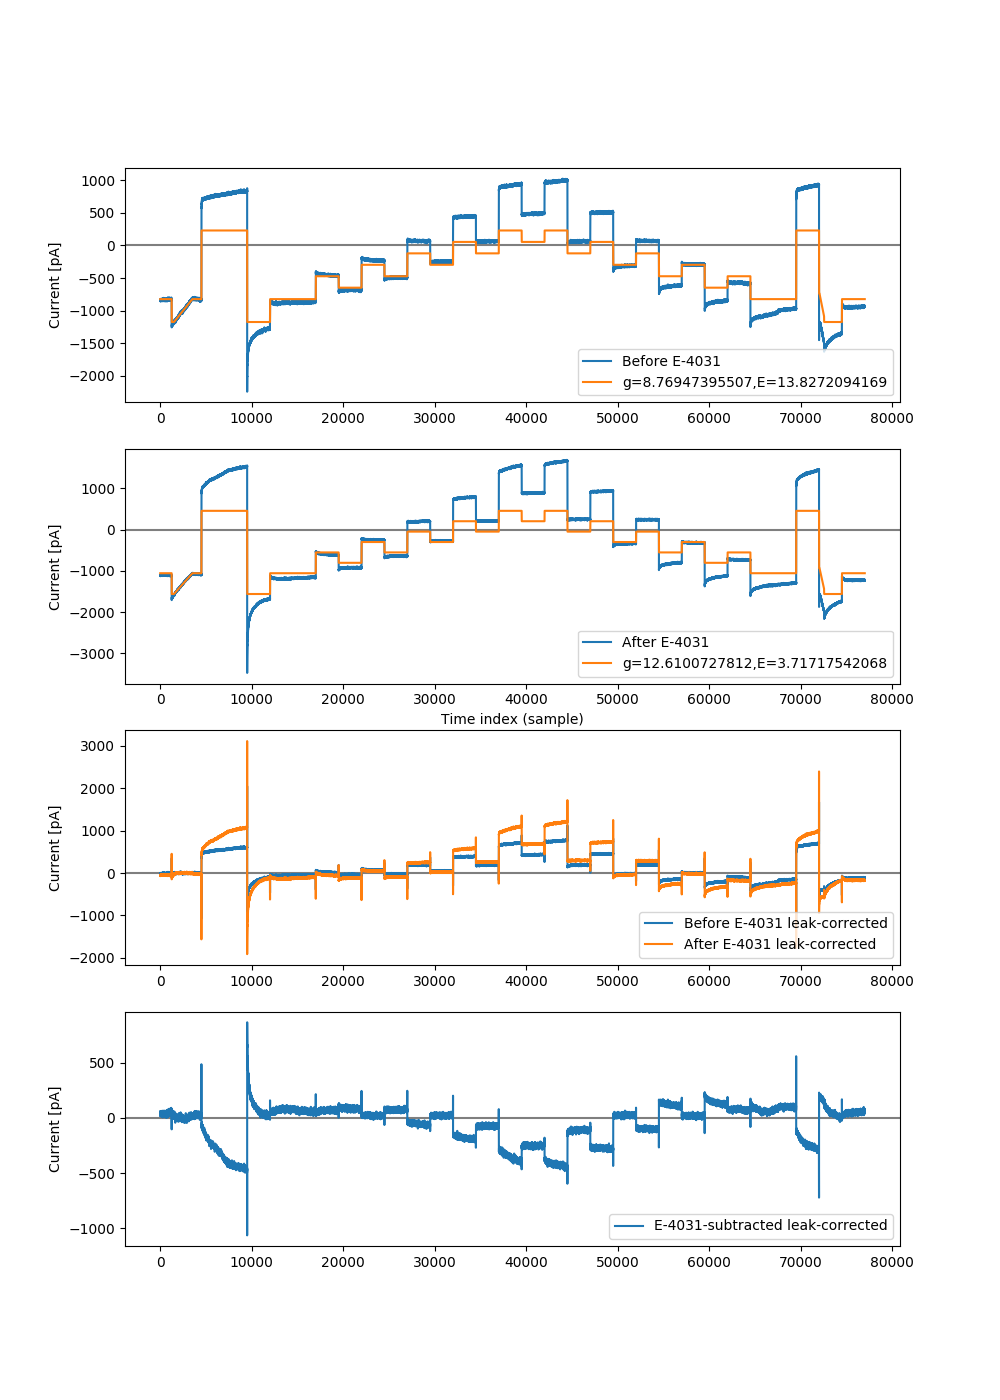 1000
500
0
−500
−1000
−1500
−2000
Current [pA]
Before E-4031
g=8.76947395507,E=13.8272094169
0 10000 20000 30000 40000 50000 60000 70000 80000
1000
0
−1000
−2000
−3000
Current [pA]
After E-4031
g=12.6100727812,E=3.71717542068
0 10000 20000 30000 40000 50000 60000 70000 80000
Time index (sample)
3000
2000
1000
0
−1000
−2000
Current [pA]
Before E-4031 leak-corrected
After E-4031 leak-corrected
0 10000 20000 30000 40000 50000 60000 70000 80000
500
0
−500
−1000
Current [pA]
E-4031-subtracted leak-corrected
0 10000 20000 30000 40000 50000 60000 70000 80000